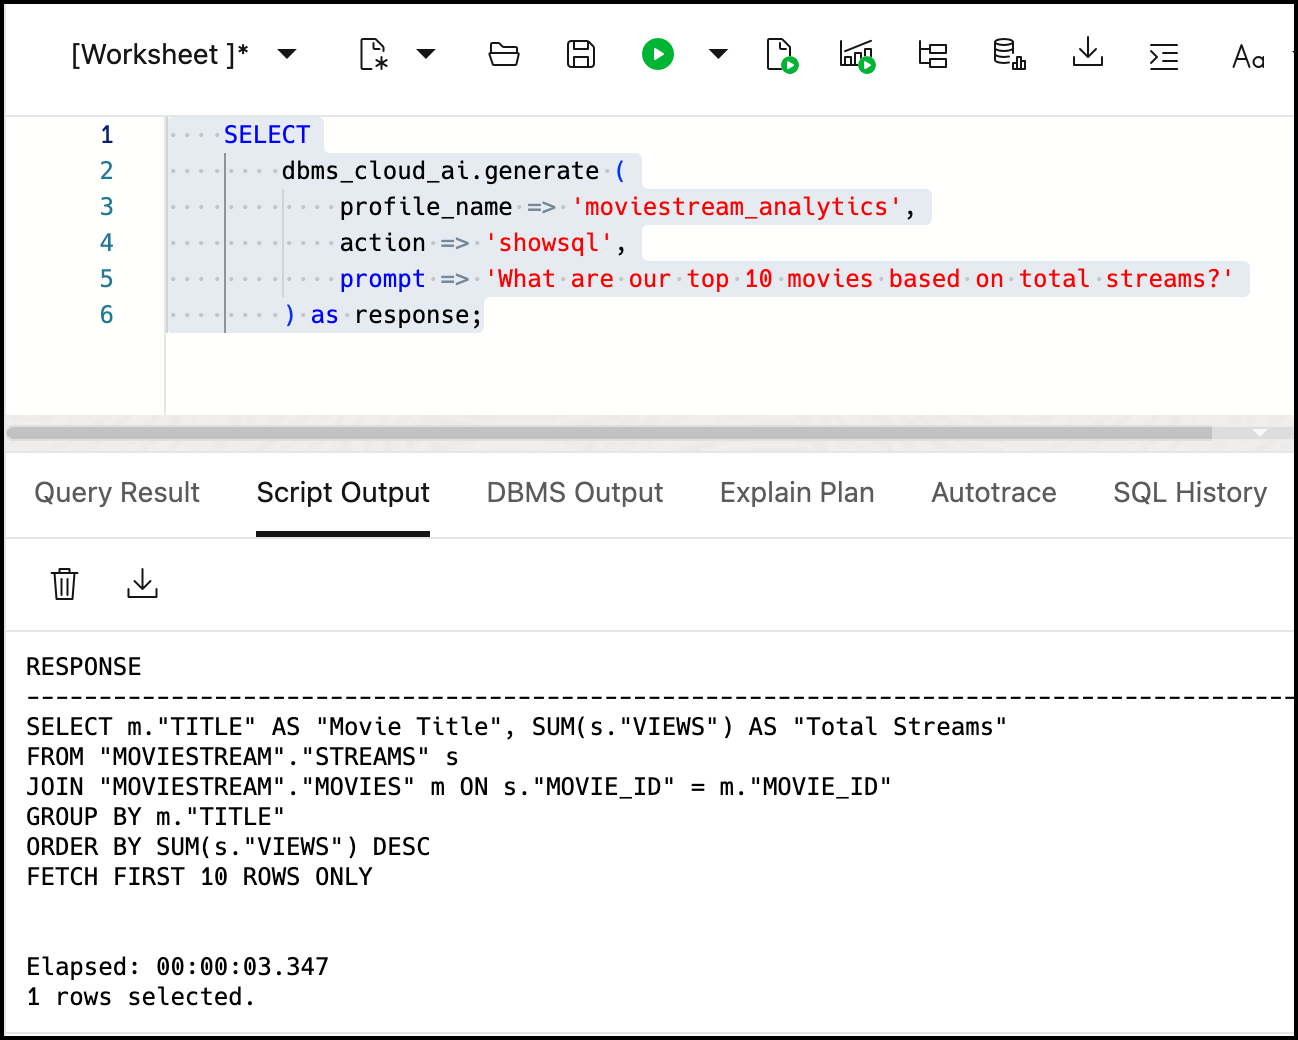 [Worksheet ]*
Aa
1 SELECT
2 dbms_cloud_ai.generate (
3 profile_name => 'moviestream_analytics',
4 action => 'showsql',
5 prompt => 'What are our top 10 movies based on total streams?'
6 ) as response;
Query Result Script Output DBMS Output Explain Plan Autotrace SQL History
RESPONSE
----------------------------------------------------------------------------------------
SELECT m."TITLE" AS "Movie Title", SUM(s."VIEWS") AS "Total Streams"
FROM "MOVIESTREAM"."STREAMS" s
JOIN "MOVIESTREAM"."MOVIES" m ON s."MOVIE_ID" = m."MOVIE_ID"
GROUP BY m."TITLE"
ORDER BY SUM(s."VIEWS") DESC
FETCH FIRST 10 ROWS ONLY
Elapsed: 00:00:03.347
1 rows selected.